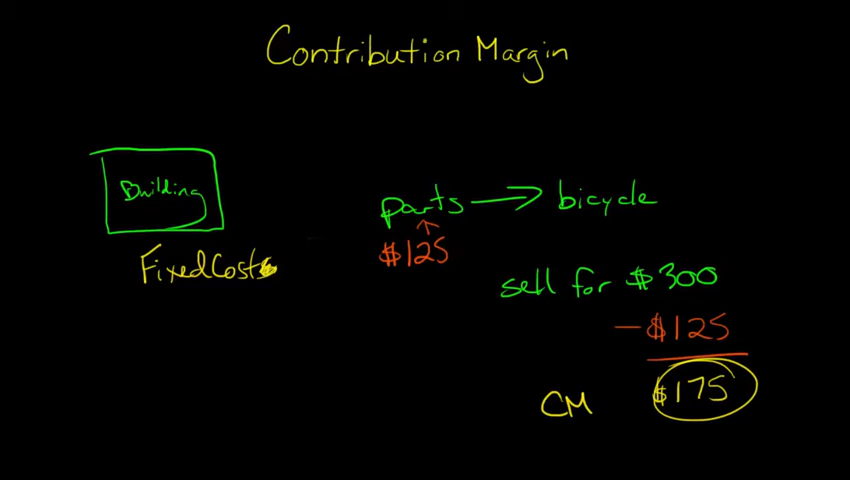 Contribution Margin
Building
Fixed Costs
parts → bicycle
↑
$125
sell for $300
- $125
CM $175